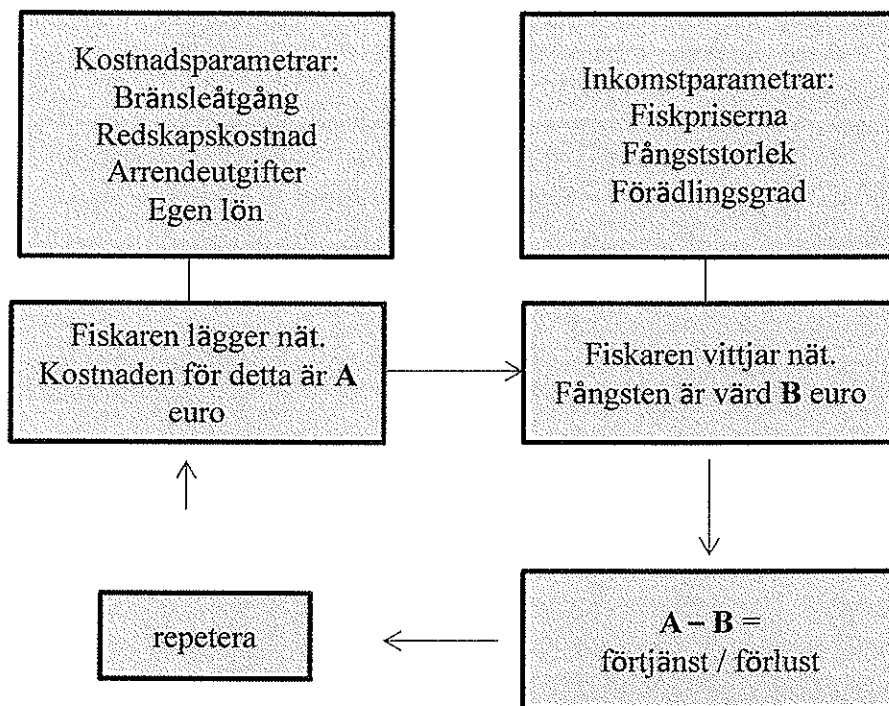 Kostnadsparametrar:
Bränsleåtgång
Redskapskostnad
Arrendeutgifter
Egen lön
Inkomstparametrar:
Fiskpriserna
Fångststorlek
Förädlingsgrad
Fiskaren lägger nät.
Kostnaden för detta är A
euro
Fiskaren vittjar nät.
Fångsten är värd B euro
A – B =
förtjänst / förlust
repetera